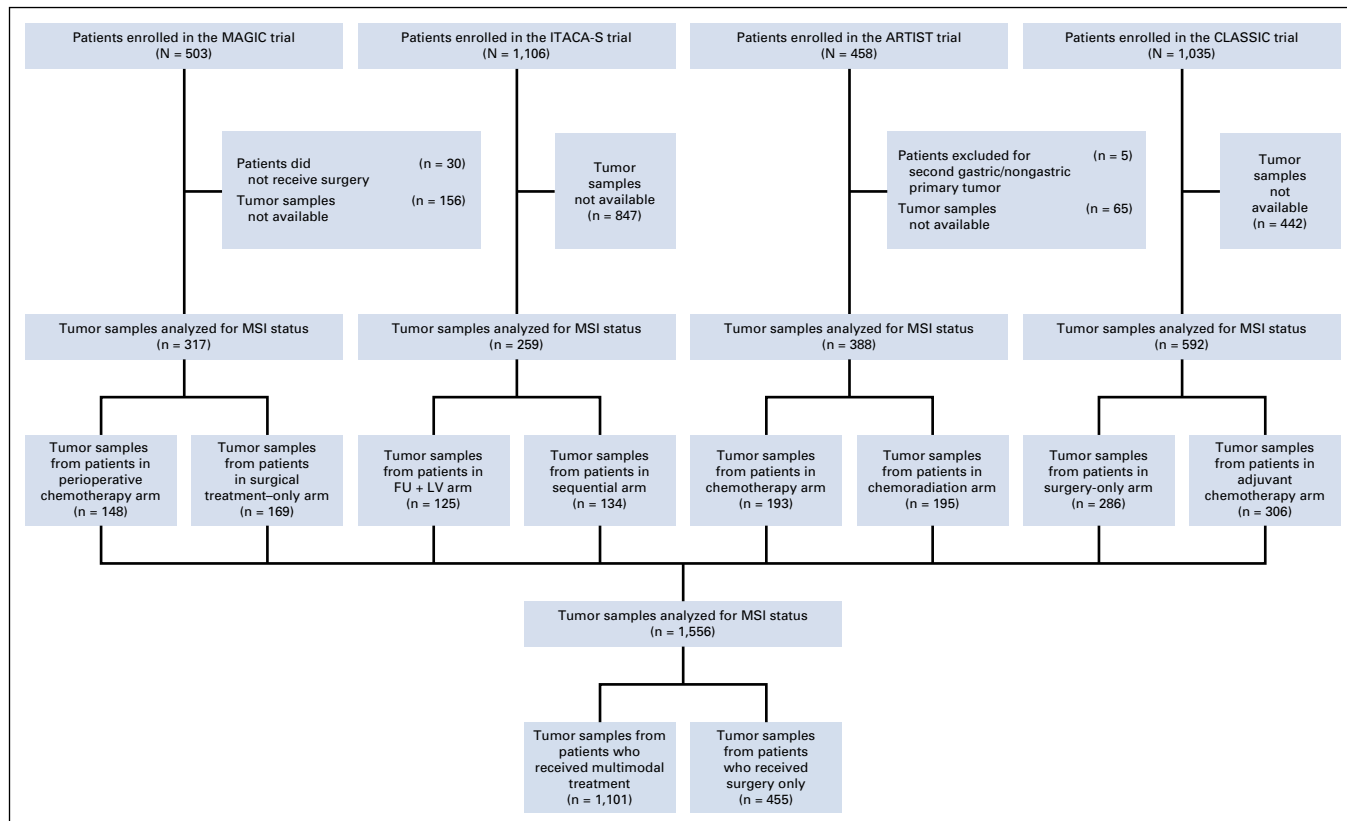 Patients enrolled in the MAGIC trial
(N = 503)
Patients enrolled in the ITACA-S trial
(N = 1,106)
Patients enrolled in the ARTIST trial
(N = 458)
Patients enrolled in the CLASSIC trial
(N = 1,035)
Patients did (n = 30)
not receive surgery
Tumor samples (n = 156)
not available
Tumor
samples
not available
(n = 847)
Patients excluded for (n = 5)
second gastric/nongastric
primary tumor
Tumor samples (n = 65)
not available
Tumor
samples
not
available
(n = 442)
Tumor samples analyzed for MSI status
(n = 317)
Tumor samples analyzed for MSI status
(n = 259)
Tumor samples analyzed for MSI status
(n = 388)
Tumor samples analyzed for MSI status
(n = 592)
Tumor samples
from patients in
perioperative
chemotherapy arm
(n = 148)
Tumor samples
from patients
in surgical
treatment–only arm
(n = 169)
Tumor samples
from patients in
FU + LV arm
(n = 125)
Tumor samples
from patients in
sequential arm
(n = 134)
Tumor samples
from patients in
chemotherapy arm
(n = 193)
Tumor samples
from patients in
chemoradiation arm
(n = 195)
Tumor samples
from patients in
surgery-only arm
(n = 286)
Tumor samples
from patients in
adjuvant
chemotherapy arm
(n = 306)
Tumor samples analyzed for MSI status
(n = 1,556)
Tumor samples from
patients who
received multimodal
treatment
(n = 1,101)
Tumor samples
from patients
who received
surgery only
(n = 455)